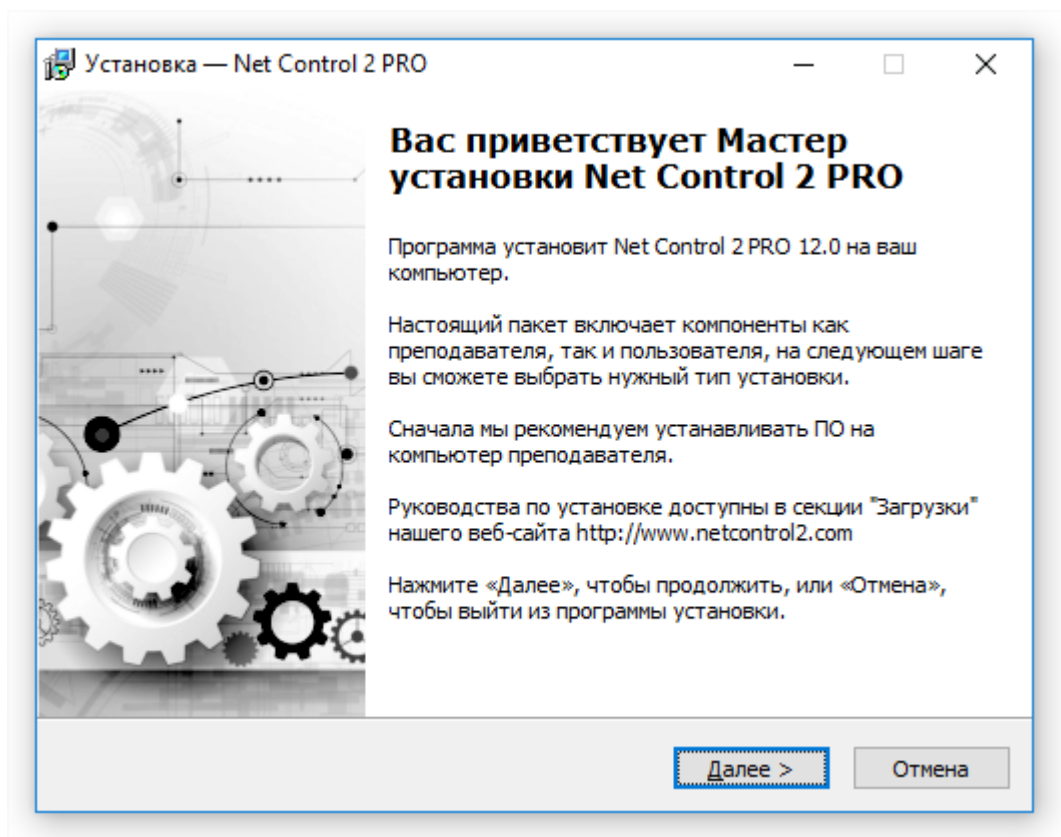 Установка — Net Control 2 PRO
Вас приветствует Мастер
установки Net Control 2 PRO
Программа установит Net Control 2 PRO 12.0 на ваш
компьютер.
Настоящий пакет включает компоненты как
преподавателя, так и пользователя, на следующем шаге
вы сможете выбрать нужный тип установки.
Сначала мы рекомендуем устанавливать ПО на
компьютер преподавателя.
Руководства по установке доступны в секции "Загрузки"
нашего веб-сайта http://www.netcontrol2.com
Нажмите «Далее», чтобы продолжить, или «Отмена»,
чтобы выйти из программы установки.
Далее >
Отмена